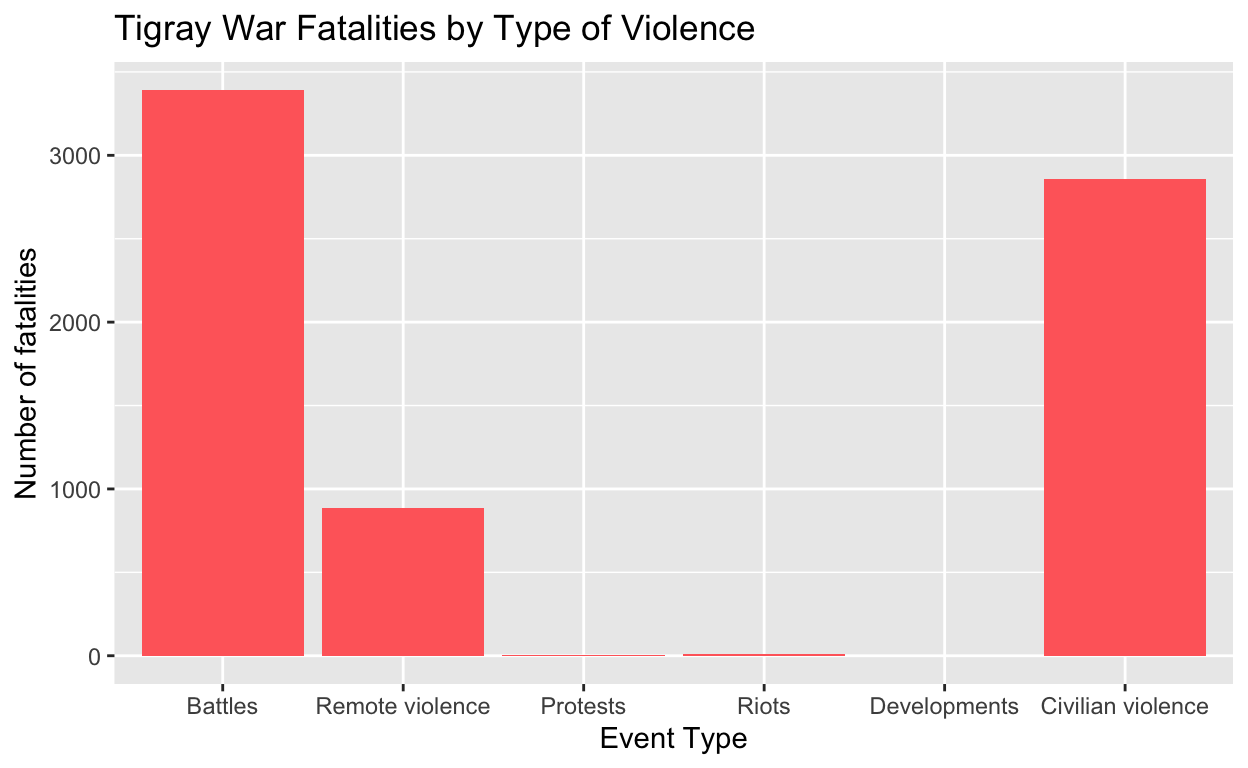 Tigray War Fatalities by Type of Violence
Number of fatalities
3000
2000
1000
0
Battles Remote violence Protests Riots Developments Civilian violence
Event Type